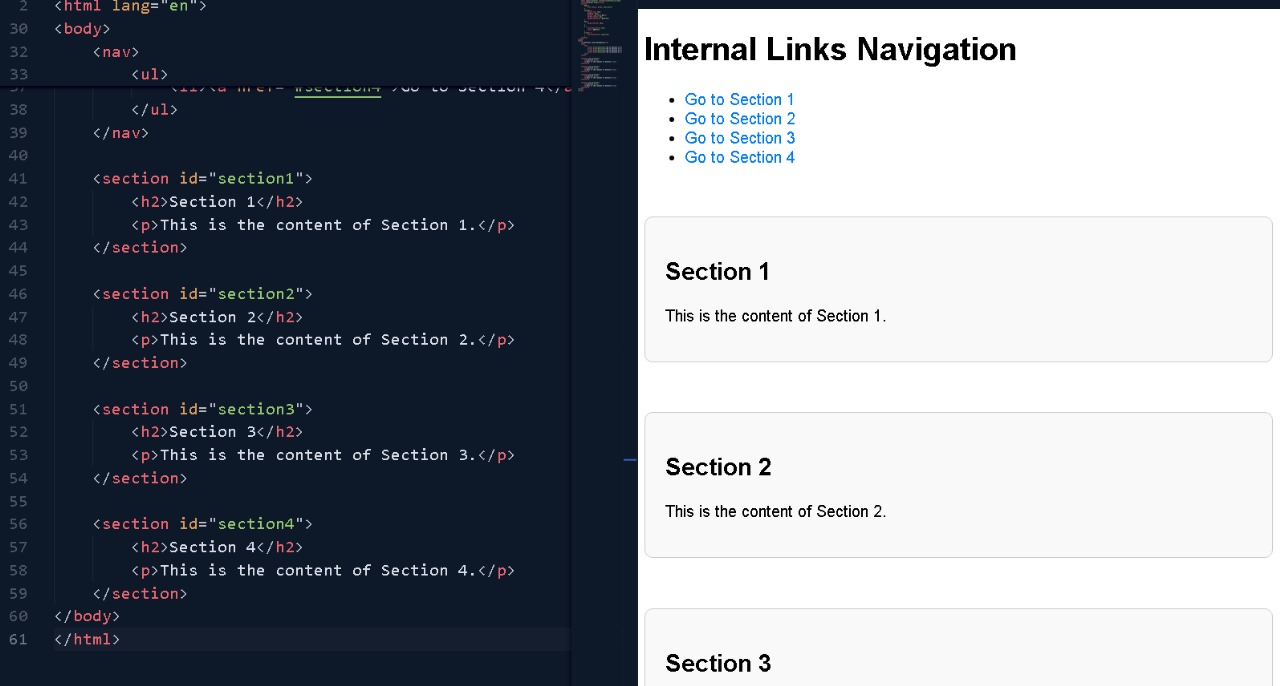 2 <html lang="en">
30 <body>
32 <nav>
33 <ul>
37 <li><a href="#section4">Go to Section 4</a
38 </ul>
39 </nav>
40
41 <section id="section1">
42 <h2>Section 1</h2>
43 <p>This is the content of Section 1.</p>
44 </section>
45
46 <section id="section2">
47 <h2>Section 2</h2>
48 <p>This is the content of Section 2.</p>
49 </section>
50
51 <section id="section3">
52 <h2>Section 3</h2>
53 <p>This is the content of Section 3.</p>
54 </section>
55
56 <section id="section4">
57 <h2>Section 4</h2>
58 <p>This is the content of Section 4.</p>
59 </section>
60 </body>
61 </html>
Internal Links Navigation
Go to Section 1
Go to Section 2
Go to Section 3
Go to Section 4
Section 1
This is the content of Section 1.
Section 2
This is the content of Section 2.
Section 3